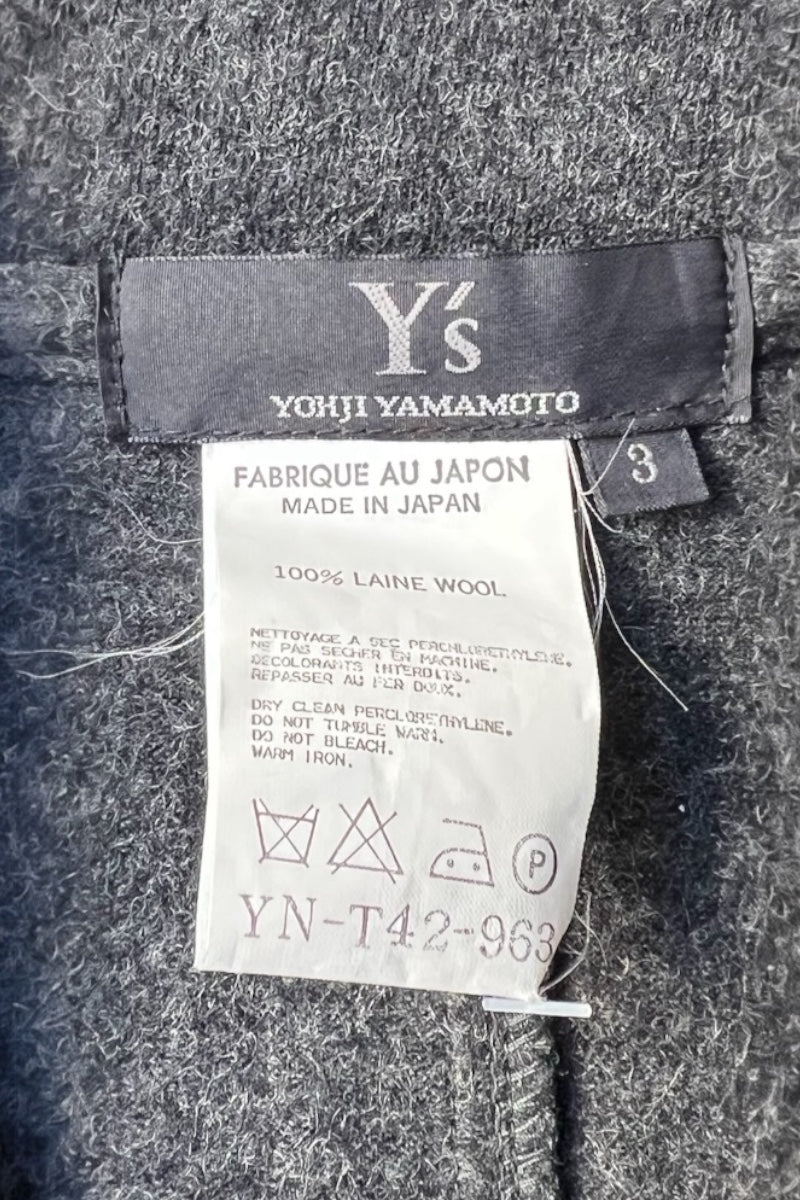 Y's
YOHJI YAMAMOTO
3
FABRIQUE AU JAPON
MADE IN JAPAN
100% LAINE WOOL.
NETTOYAGE A SEC PERCHLORETHYLENE.
NE PAS SECHER EN MACHINE.
DECOLORANTS INTERDITS.
REPASSER AU FER DOUX.
DRY CLEAN PERCLORETHYLENE.
DO NOT TUMBLE WARM.
DO NOT BLEACH.
WARM IRON.
P
YN-T42-963